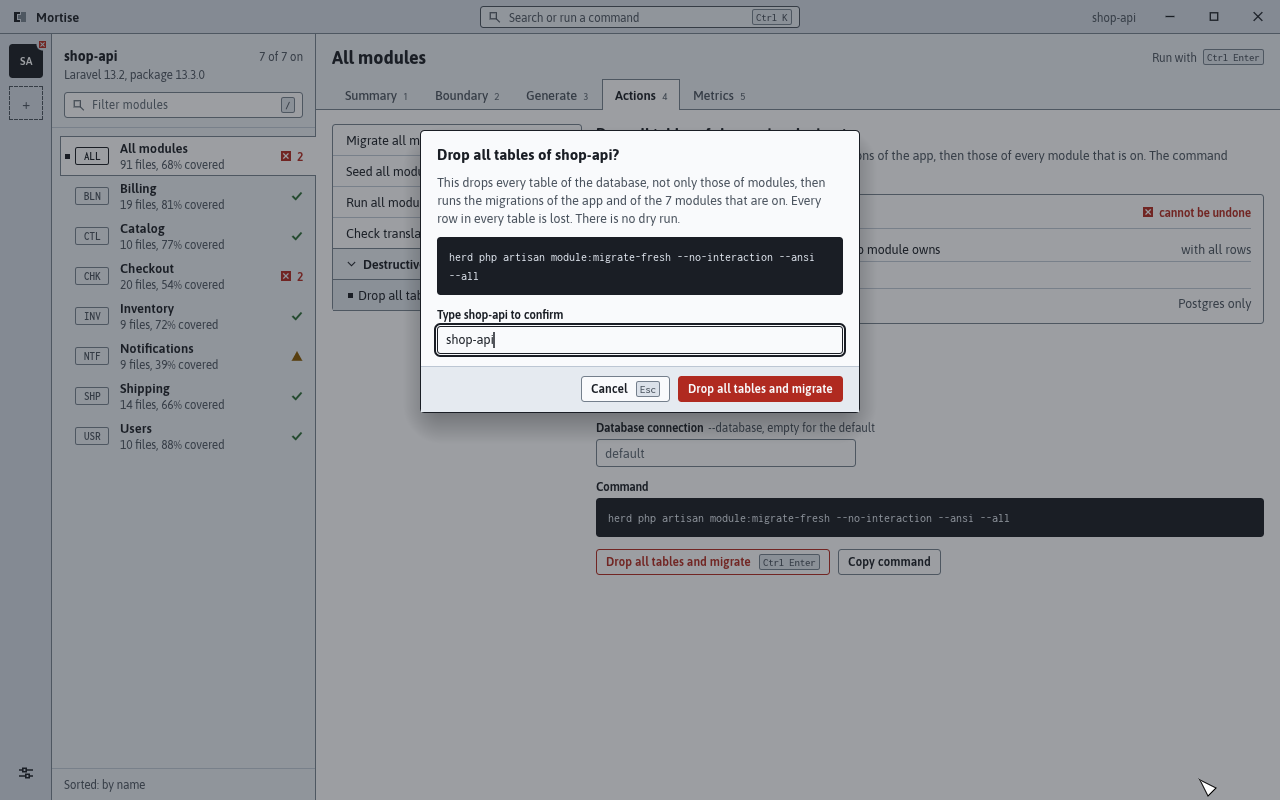 Mortise
Search or run a command
Ctrl K
shop-api
SA
+
shop-api
7 of 7 on
Laravel 13.2, package 13.3.0
Filter modules
/
ALL
All modules
91 files, 68% covered
2
BLN
Billing
19 files, 81% covered
CTL
Catalog
10 files, 77% covered
CHK
Checkout
20 files, 54% covered
2
INV
Inventory
9 files, 72% covered
NTF
Notifications
9 files, 39% covered
SHP
Shipping
14 files, 66% covered
USR
Users
10 files, 88% covered
Sorted: by name
All modules
Run with Ctrl Enter
Summary 1
Boundary 2
Generate 3
Actions 4
Metrics 5
Migrate all
Seed all
Run all
Check
Destructive
Drop all
of the app, then those of every module that is on. The command
cannot be undone
module owns
with all rows
Postgres only
Drop all tables of shop-api?
This drops every table of the database, not only those of modules, then
runs the migrations of the app and of the 7 modules that are on. Every
row in every table is lost. There is no dry run.
herd php artisan module:migrate-fresh --no-interaction --ansi
--all
Type shop-api to confirm
shop-api
Cancel Esc
Drop all tables and migrate
Database connection --database, empty for the default
default
Command
herd php artisan module:migrate-fresh --no-interaction --ansi --all
Drop all tables and migrate Ctrl Enter
Copy command